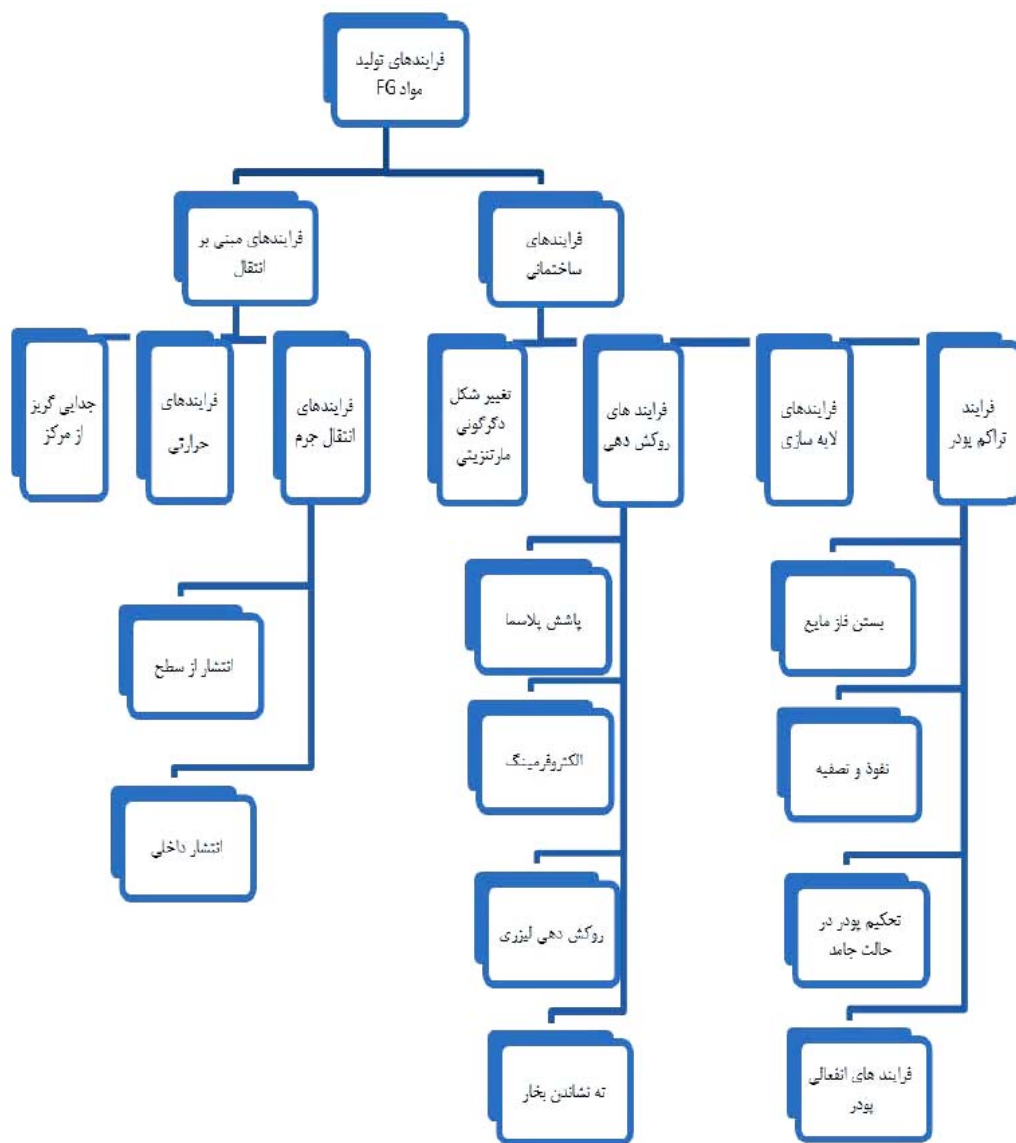 فرایندهای تولید
مواد FG
فرایندهای
ساختمانی
فرایندهای مبنی بر
انتقال
فرایند
تراکم پودر
فرایندهای
لایه سازی
فرایند های
روکش دهی
تغییر شکل
دگرگونی
مارتنزیتی
فرایندهای
انتقال جرم
فرایندهای
حرارتی
جدایی گریز
از مرکز
بستن فاز مایع
نفوذ و تصفیه
تحکیم پودر در
حالت جامد
فرایند های انفعالی
پودر
پاشش پلاسما
الکتروفرمینگ
روکش دهی لیزری
ته نشاندن بخار
انتشار از سطح
انتشار داخلی